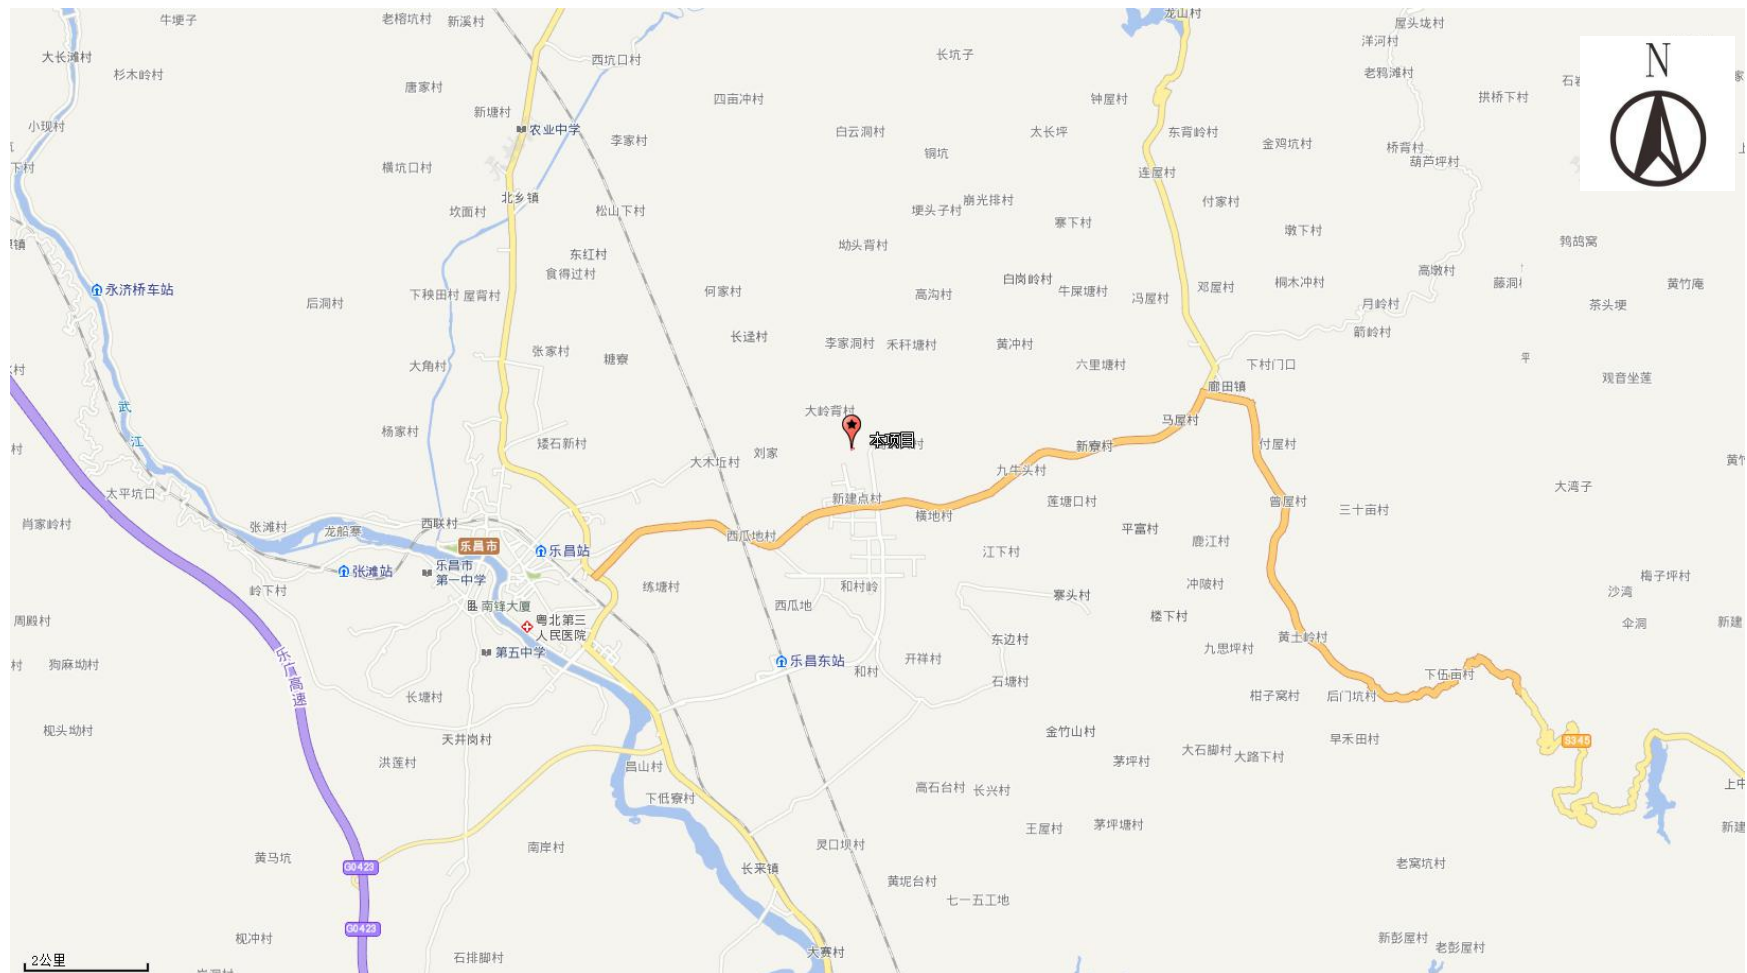 牛埂子
老榕坑村
新溪村
龙山村
屋头垅村
洋河村
N
大长滩村
杉木岭村
西坑口村
长坑子
老鸦滩村
唐家村
四亩冲村
钟屋村
拱桥下村
新塘村
小现村
农业中学
李家村
白云洞村
太长坪
东背岭村
金鸡坑村
桥背村
葫芦坪村
铜坑
下村
横坑口村
连屋村
北乡镇
坎面村
松山下村
埂头子村
崩光排村
寨下村
付家村
墩下村
鹁鸪窝
东红村
坳头背村
食得过村
白岗岭村
高墩村
永济桥车站
后洞村
下秧田村
屋背村
何家村
高沟村
牛屎塘村
冯屋村
邓屋村
桐木冲村
月岭村
藤洞
黄竹庵
茶头埂
箭岭村
长迳村
李家洞村
禾秆塘村
黄冲村
张家村
糖寮
大角村
六里塘村
下村门口
观音坐莲
廊田镇
武
江
大岭背村
马屋村
杨家村
矮石新村
本项目
新寮村
付屋村
刘家
大木坵村
九牛头村
太平坑口
新建点村
莲塘口村
曾屋村
大湾子
三十亩村
肖家岭村
张滩村
龙船寨
西联村
横地村
平富村
西瓜地村
鹿江村
乐昌市
乐昌站
江下村
张滩站
乐昌市
第一中学
岭下村
练塘村
和村岭
寨头村
冲陂村
梅子坪村
沙湾
南锋大厦
西瓜地
楼下村
周殿村
粤北第三
人民医院
伞洞
新建
东边村
黄土岭村
第五中学
九思坪村
狗麻坳村
乐昌东站
开祥村
和村
石塘村
下伍亩村
乐广高速
长塘村
柑子窝村
后门坑村
枧头坳村
天井岗村
金竹山村
早禾田村
S345
大石脚村
大路下村
洪莲村
昌山村
茅坪村
高石台村
长兴村
下低寮村
上中
王屋村
茅坪塘村
新建
南岸村
灵口坝村
黄马坑
G0423
长来镇
老窝坑村
黄坭台村
七一五工地
G0423
枧冲村
新彭屋村
老彭屋村
大赛村
石排脚村
2公里